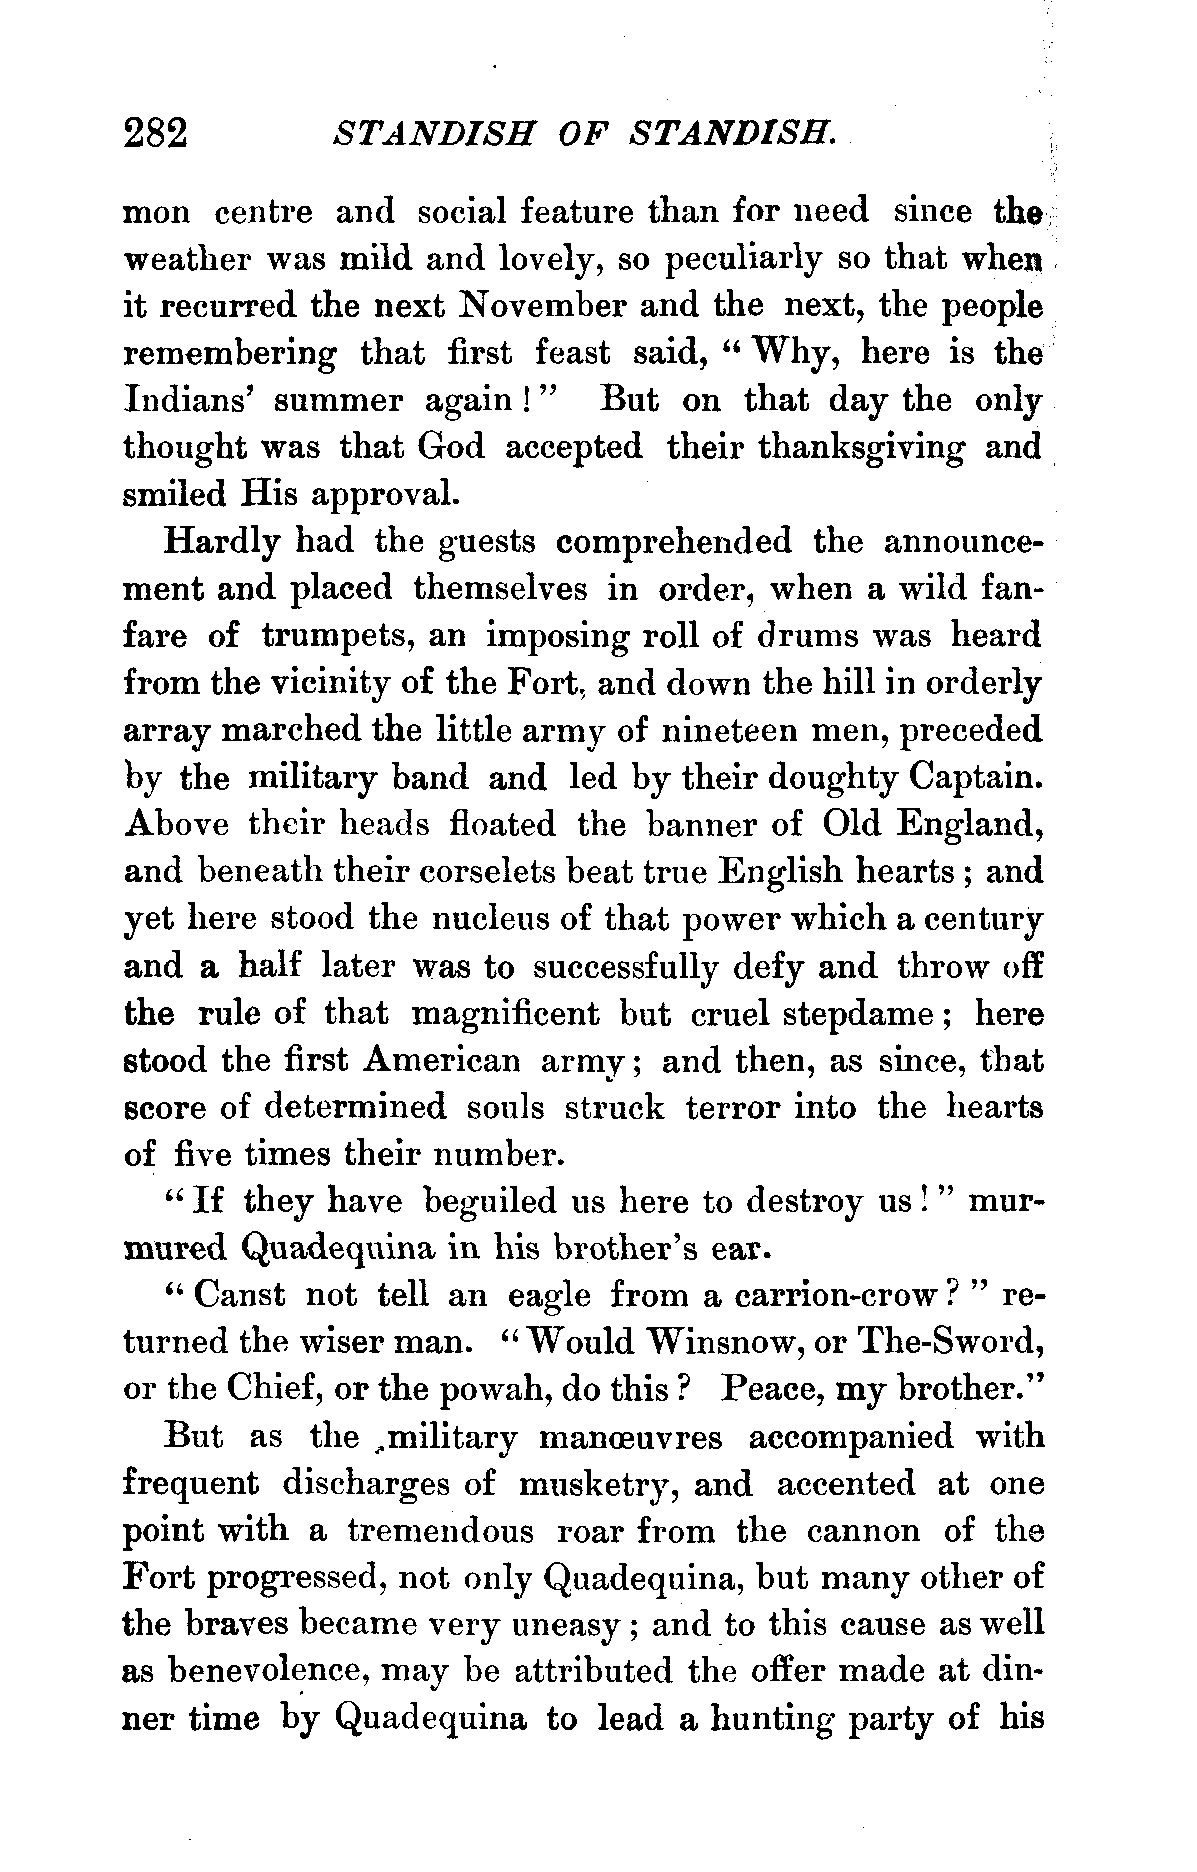 282 STANDISH OF STANDISH.
mon centre and social feature than for need since the
weather was mild and lovely, so peculiarly so that when
it recurred the next November and the next, the people
remembering that first feast said, “Why, here is the
Indians’ summer again!” But on that day the only
thought was that God accepted their thanksgiving and
smiled His approval.
Hardly had the guests comprehended the announce-
ment and placed themselves in order, when a wild fan-
fare of trumpets, an imposing roll of drums was heard
from the vicinity of the Fort, and down the hill in orderly
array marched the little army of nineteen men, preceded
by the military band and led by their doughty Captain.
Above their heads floated the banner of Old England,
and beneath their corselets beat true English hearts; and
yet here stood the nucleus of that power which a century
and a half later was to successfully defy and throw off
the rule of that magnificent but cruel stepdame; here
stood the first American army; and then, as since, that
score of determined souls struck terror into the hearts
of five times their number.
“If they have beguiled us here to destroy us!” mur-
mured Quadequina in his brother’s ear.
“Canst not tell an eagle from a carrion-crow?” re-
turned the wiser man. “Would Winsnow, or The-Sword,
or the Chief, or the powah, do this? Peace, my brother.”
But as the military manœuvres accompanied with
frequent discharges of musketry, and accented at one
point with a tremendous roar from the cannon of the
Fort progressed, not only Quadequina, but many other of
the braves became very uneasy; and to this cause as well
as benevolence, may be attributed the offer made at din-
ner time by Quadequina to lead a hunting party of his